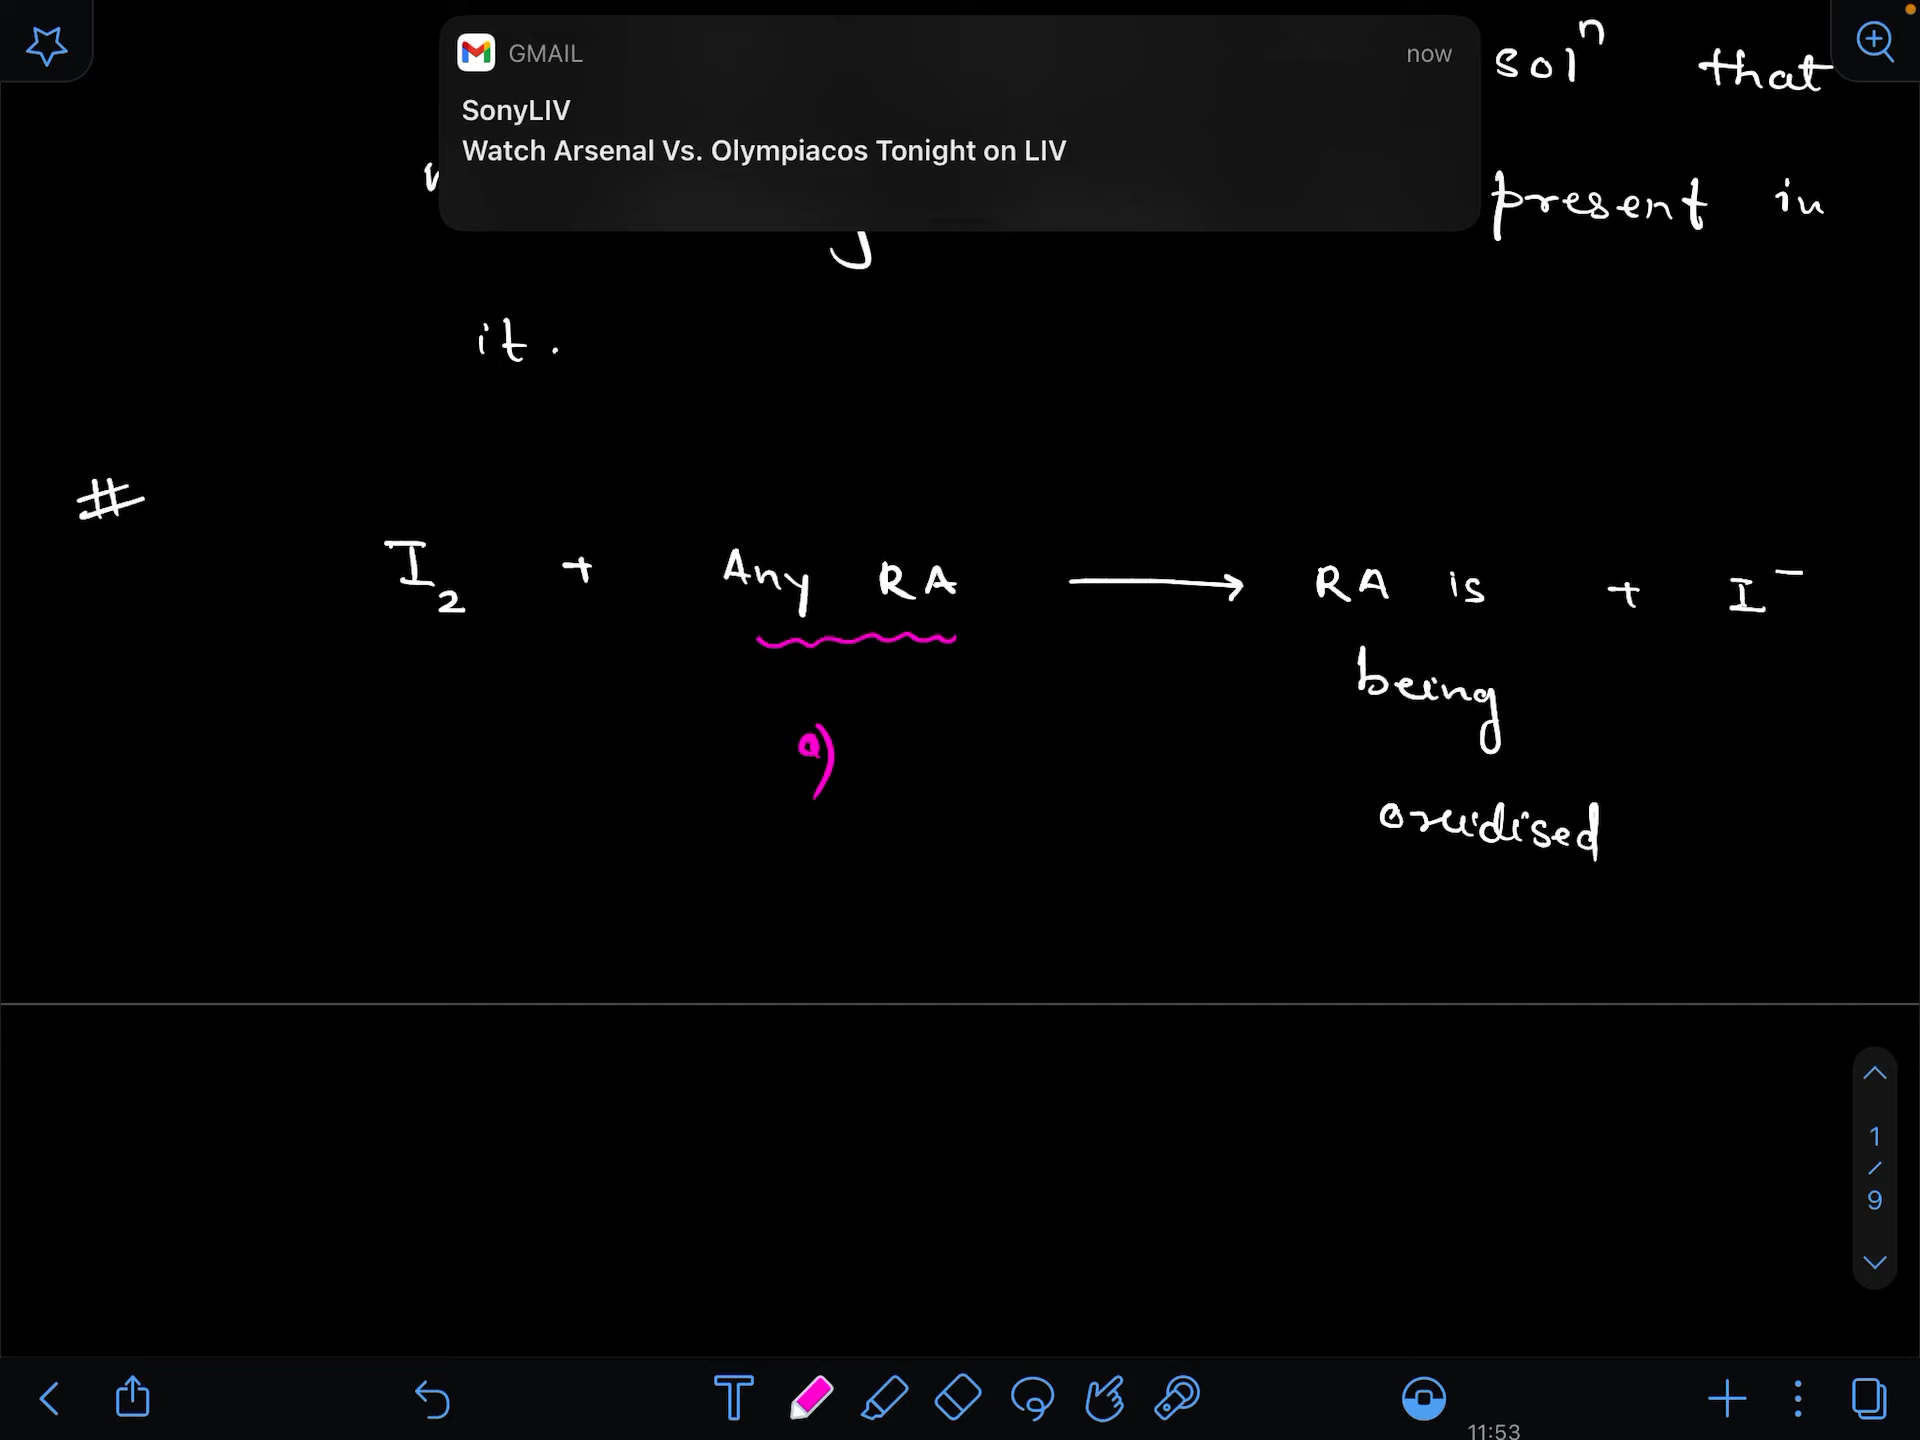 GMAIL now
SonyLIV
Watch Arsenal Vs. Olympiacos Tonight on LIV
solⁿ that
present in
it.
#
I₂ + Any RA ⟶ RA is + I⁻
being
a)
oxidised
1
/
9
T
11:53